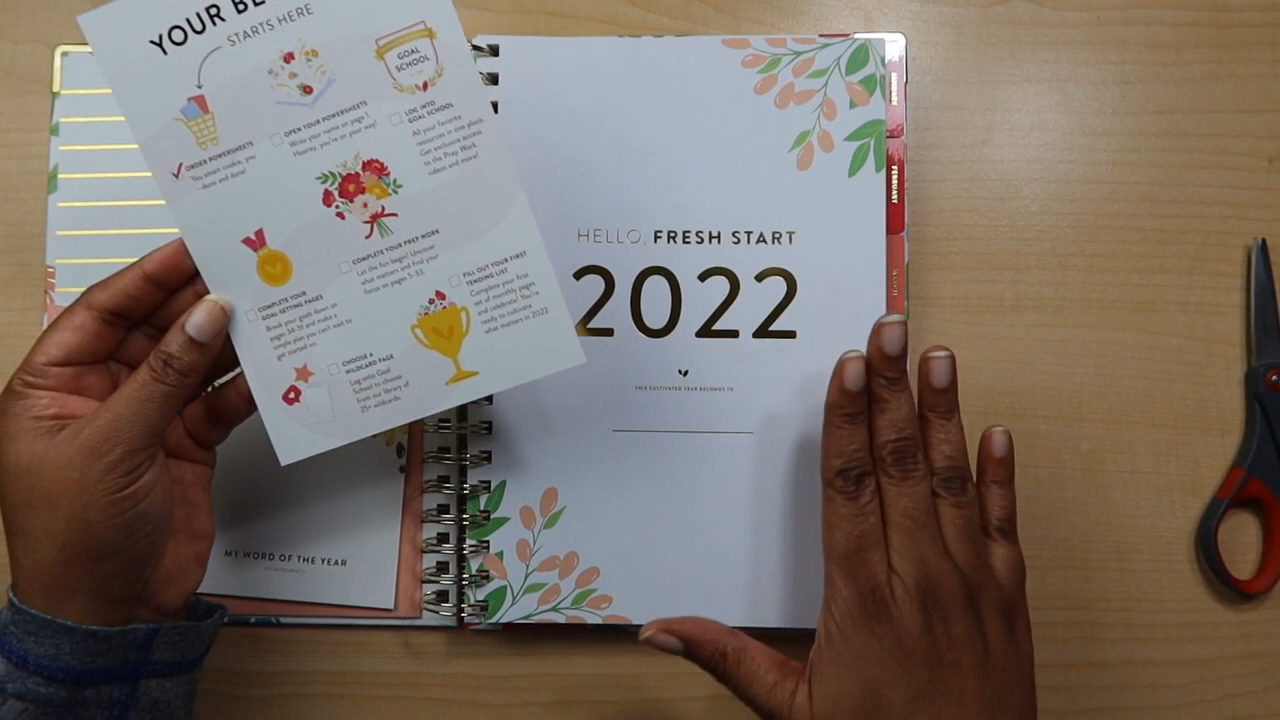 YOUR BE
STARTS HERE
GOAL
SCHOOL
ORDER POWERSHEETS
You smart cookie, you
done and done!
OPEN YOUR POWERSHEETS
Write your name on page 1.
Hooray, you're on your way!
LOG INTO
GOAL SCHOOL
All your favorite
resources in one place.
Get exclusive access
to the Prep Work
videos and more!
COMPLETE YOUR PREP WORK
Let the fun begin! Uncover
what matters and find your
focus on pages 5-33.
COMPLETE YOUR
GOAL-SETTING PAGES
Break your goals down on
pages 34-51 and make a
simple plan you can't wait to
get started on.
FILL OUT YOUR FIRST
TENDING LIST
Complete your first
set of monthly pages
and celebrate! You're
ready to cultivate
what matters in 2022.
CHOOSE A
WILDCARD PAGE
Log onto Goal
School to choose
from our library of
25+ wildcards.
MY WORD OF THE YEAR
HELLO, FRESH START
2022
THIS CULTIVATED YEAR BELONGS TO
FEBRUARY
MARCH